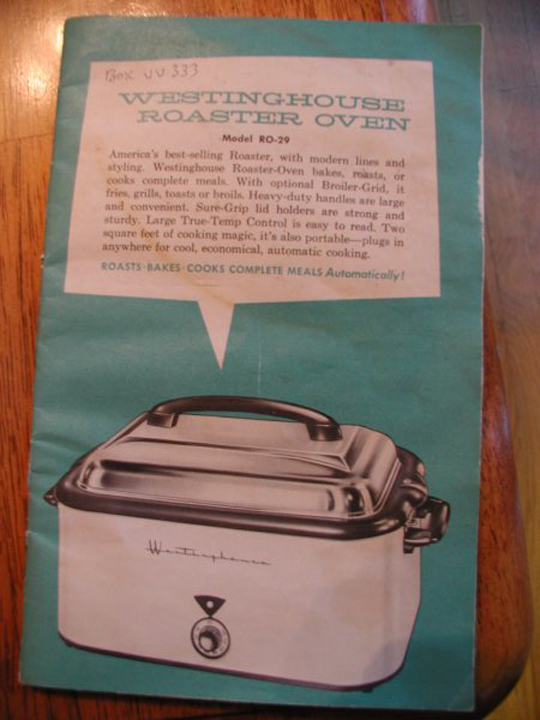 Box VV 333
WESTINGHOUSE
ROASTER OVEN
Model RO-29
America's best-selling Roaster, with modern lines and
styling. Westinghouse Roaster-Oven bakes, roasts, or
cooks complete meals. With optional Broiler-Grid, it
fries, grills, toasts or broils. Heavy-duty handles are large
and convenient. Sure-Grip lid holders are strong and
sturdy. Large True-Temp Control is easy to read. Two
square feet of cooking magic, it's also portable—plugs in
anywhere for cool, economical, automatic cooking.
ROASTS·BAKES·COOKS COMPLETE MEALS Automatically!
Westinghouse